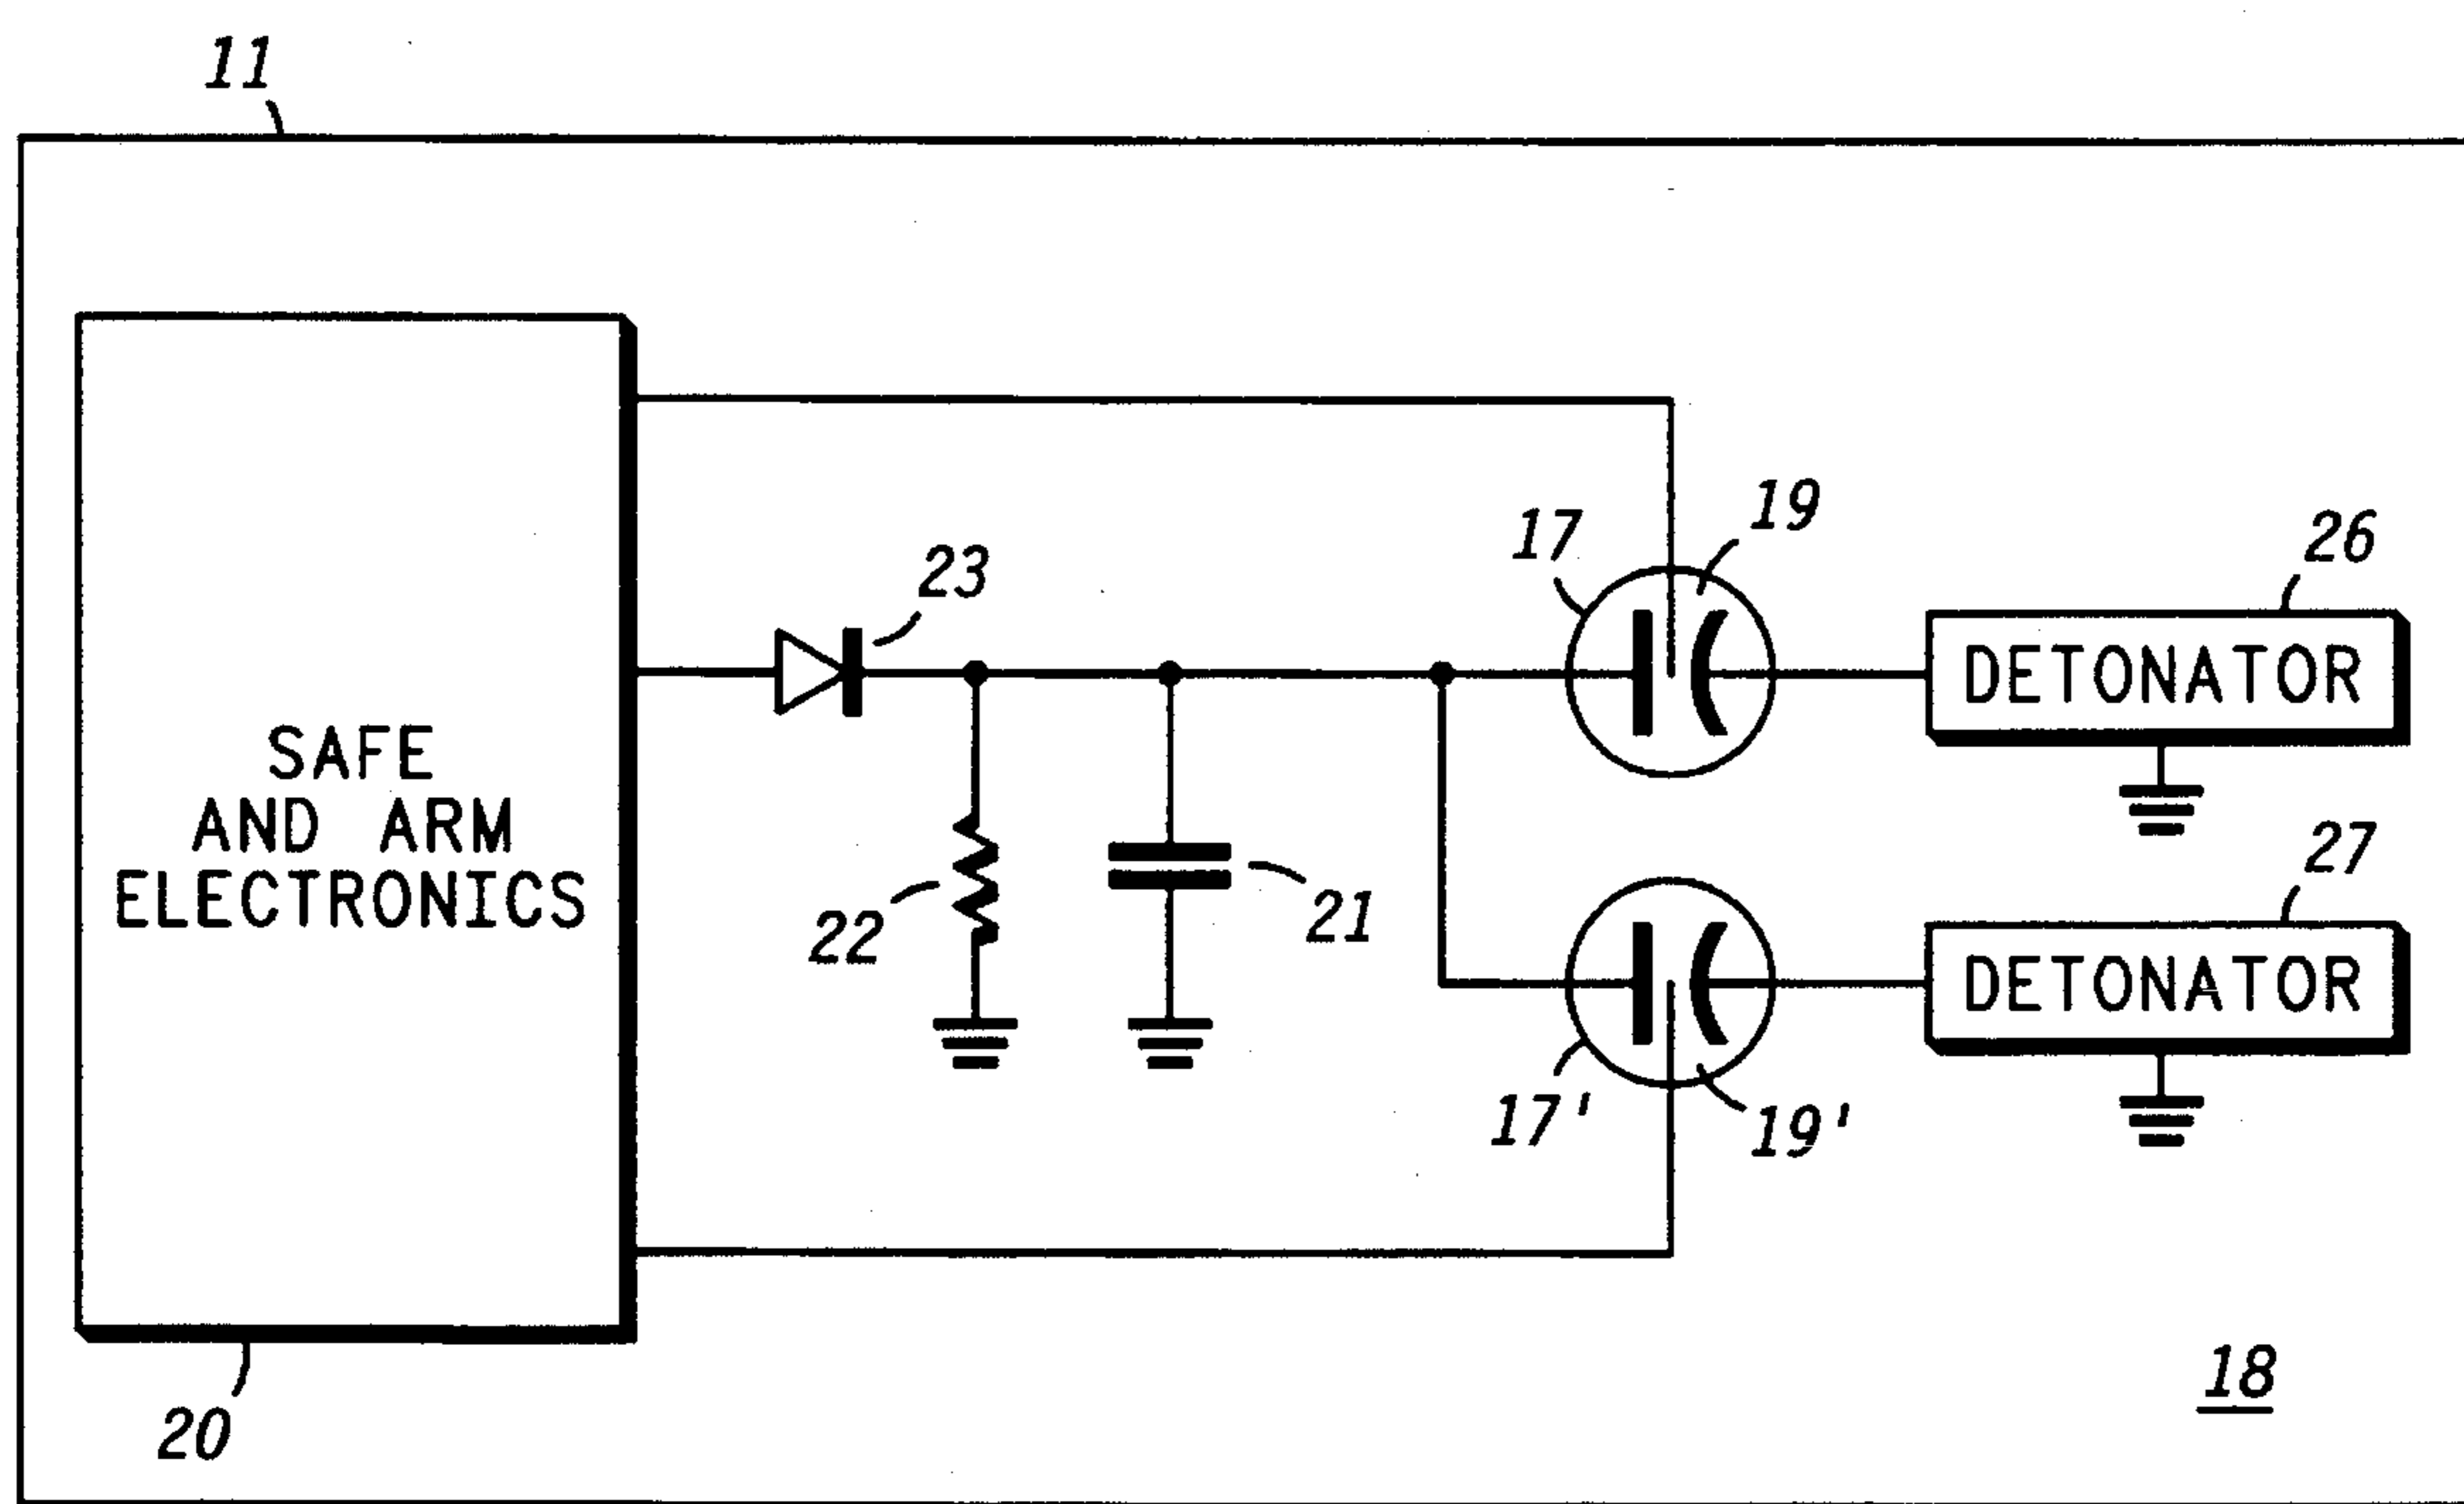 11
19
17
26
23
DETONATOR
SAFE
AND ARM
ELECTRONICS
27
22
21
DETONATOR
17'
19'
18
20